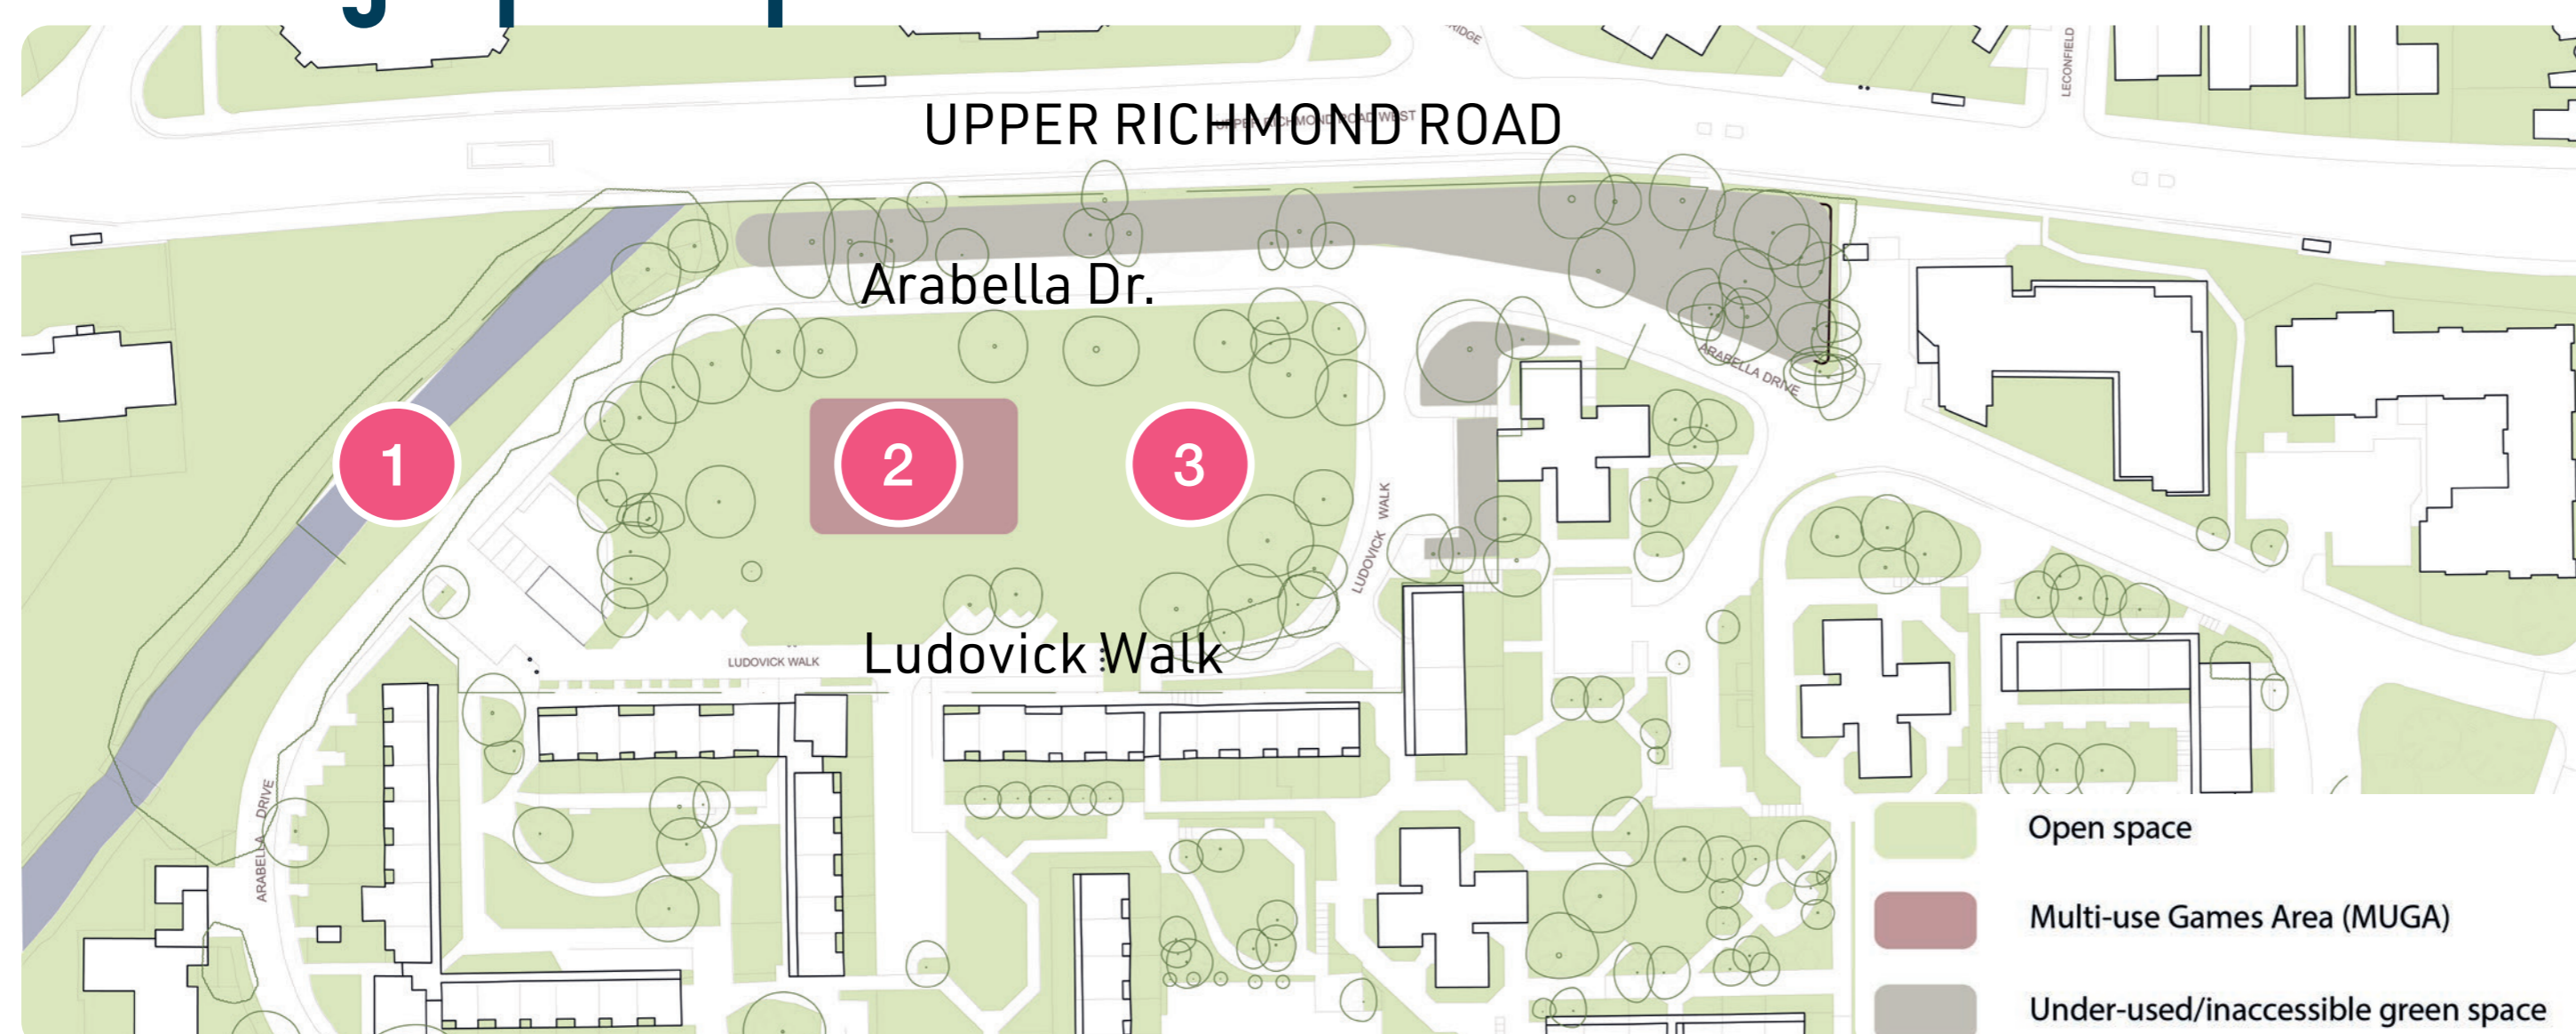 UPPER RICHMOND ROAD
UPPER RICHMOND ROAD WEST
LECONFIELD
Arabella Dr.
ARABELLA DRIVE
1
2
3
LUDOVICK WALK
Ludovick Walk
LUDOVICK WALK
ARABELLA DRIVE
Open space
Multi-use Games Area (MUGA)
Under-used/inaccessible green space